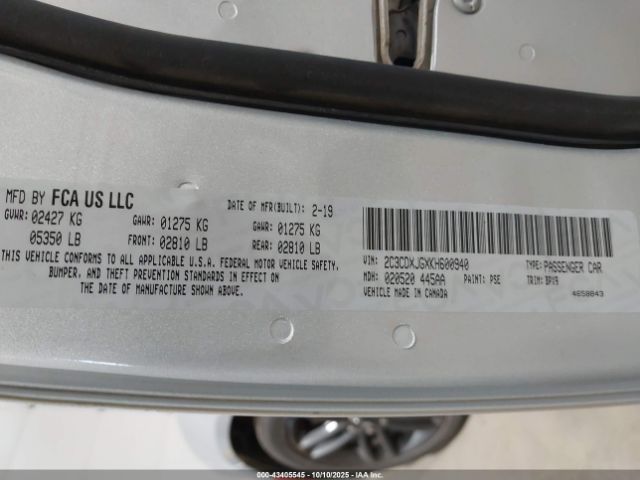 MFD BY FCA US LLC
DATE OF MFR(BUILT): 2-19
GVWR: 02427 KG GAWR: 01275 KG GAWR: 01275 KG
05350 LB FRONT: 02810 LB REAR: 02810 LB
THIS VEHICLE CONFORMS TO ALL APPLICABLE U.S.A. FEDERAL MOTOR VEHICLE SAFETY,
BUMPER, AND THEFT PREVENTION STANDARDS IN EFFECT ON
THE DATE OF MANUFACTURE SHOWN ABOVE.
VIN: 2C3CDXJGXKH600940 TYPE: PASSENGER CAR
MDH: 020520 445AA PAINT: PSE TRIM: BPX9
VEHICLE MADE IN CANADA 4658843
000-43405545 - 10/10/2025 - IAA Inc.